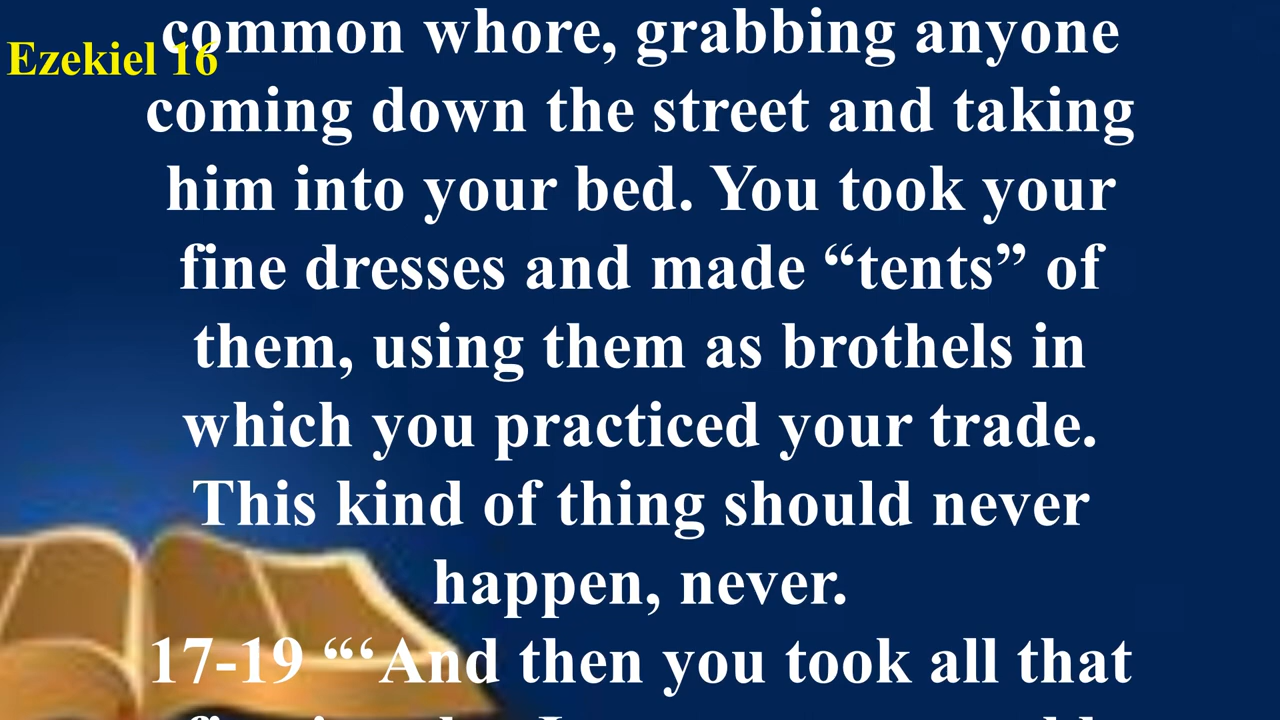 Ezekiel 16
common whore, grabbing anyone
coming down the street and taking
him into your bed. You took your
fine dresses and made “tents” of
them, using them as brothels in
which you practiced your trade.
This kind of thing should never
happen, never.
17-19 “‘And then you took all that